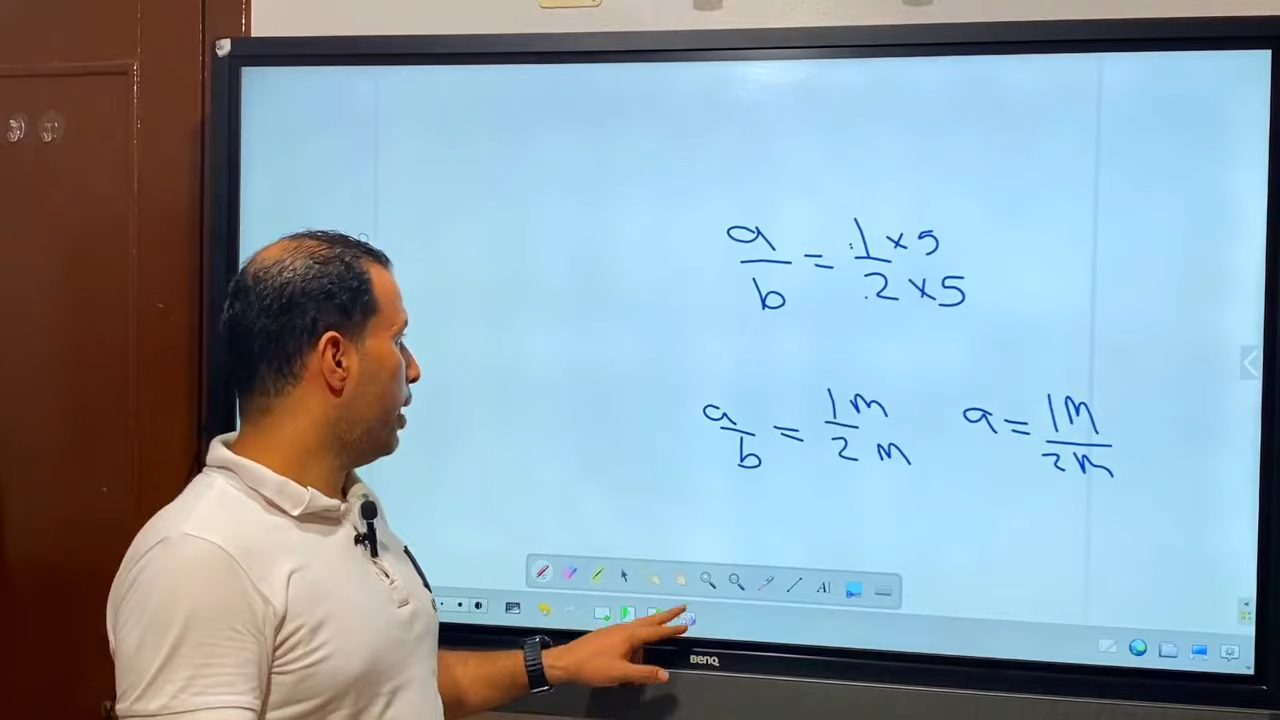 a/b = 1 × 5 / 2 × 5
a/b = 1m / 2m a = 1m / 2m
A
BenQ